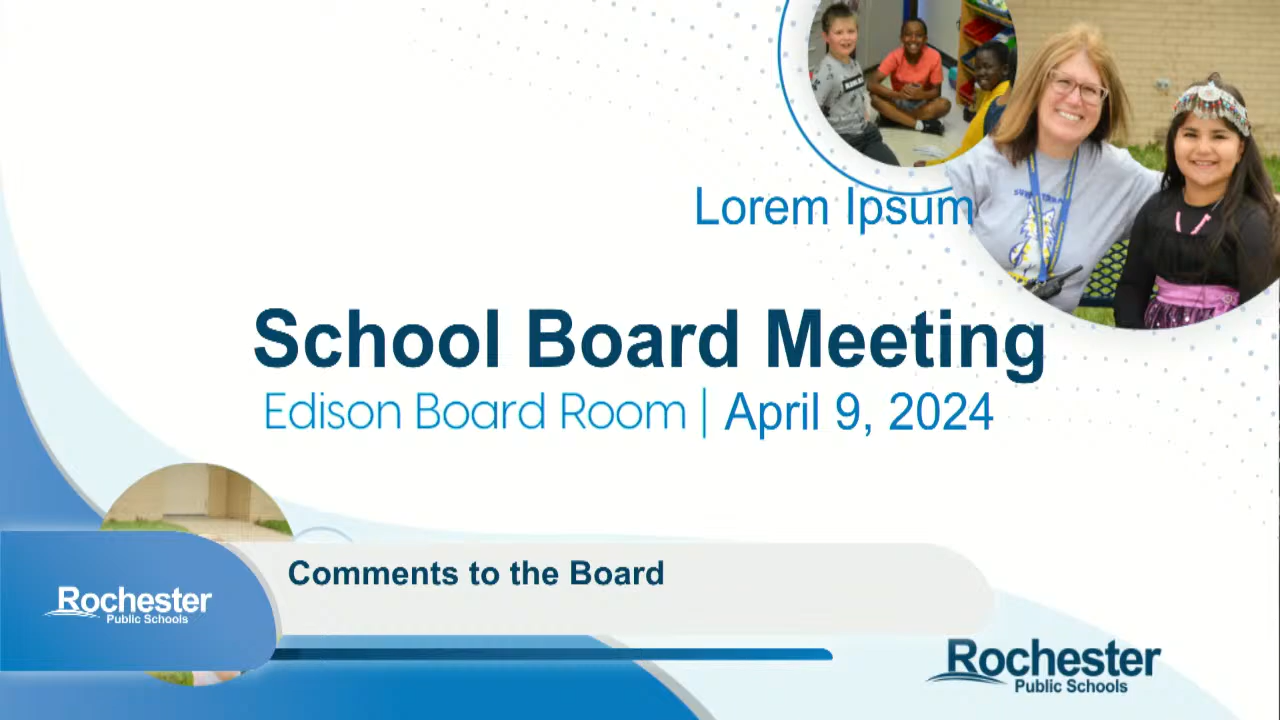 Lorem Ipsum
School Board Meeting
Edison Board Room | April 9, 2024
Comments to the Board
Rochester
Public Schools
Rochester
Public Schools